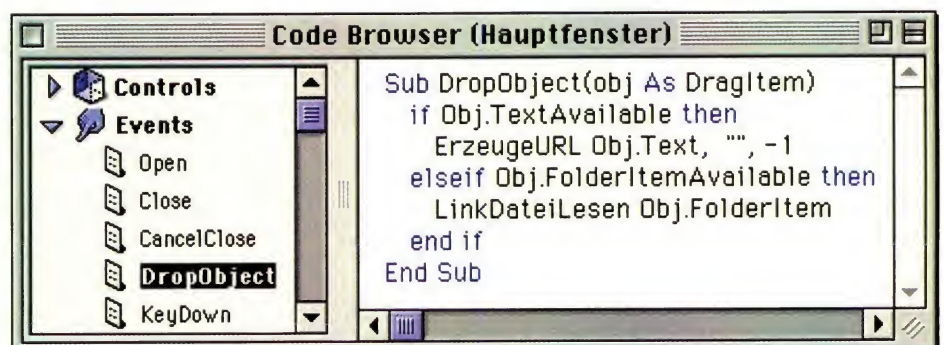 Code Browser (Hauptfenster)
Controls
Events
Open
Close
CancelClose
DropObject
KeyDown
Sub DropObject(obj As DragItem)
if Obj.TextAvailable then
ErzeugeURL Obj.Text, "", -1
elseif Obj.FolderItemAvailable then
LinkDateiLesen Obj.FolderItem
end if
End Sub